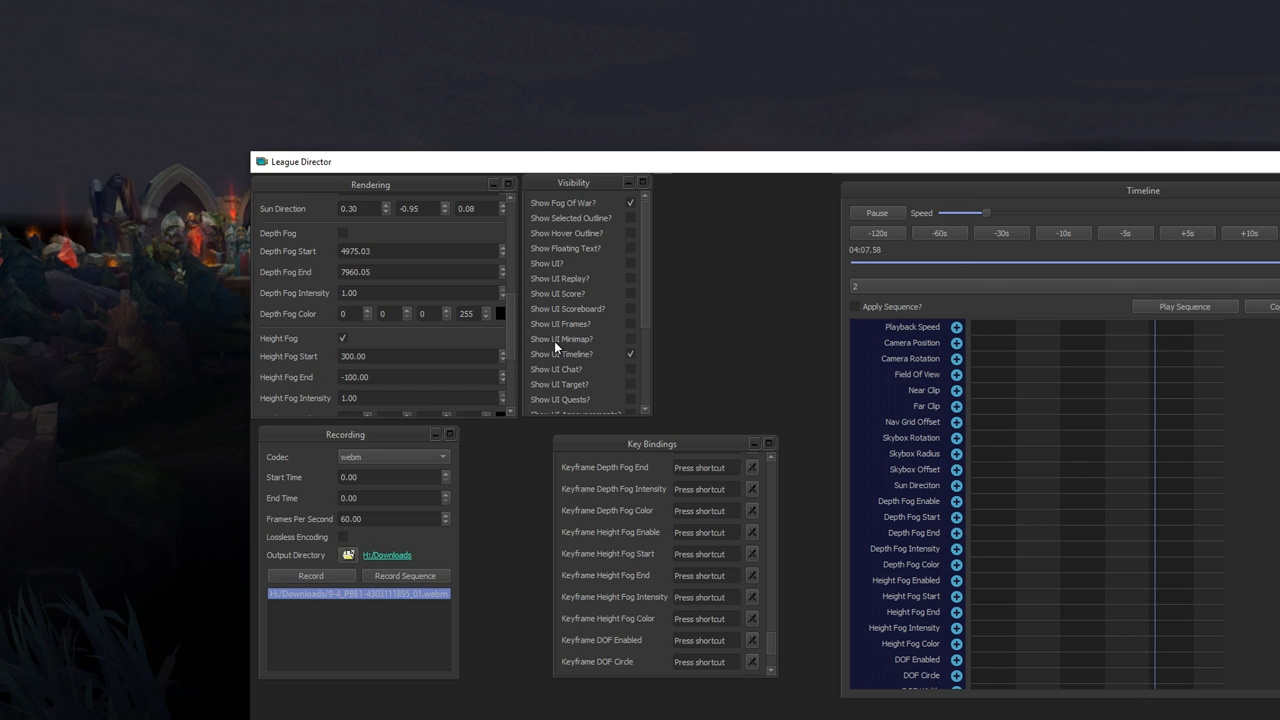 League Director
Rendering
Sun Direction 0.30 -0.95 0.08
Depth Fog
Depth Fog Start 4975.03
Depth Fog End 7960.05
Depth Fog Intensity 1.00
Depth Fog Color 0 0 0 255
Height Fog
Height Fog Start 300.00
Height Fog End -100.00
Height Fog Intensity 1.00
Visibility
Show Fog Of War?
Show Selected Outline?
Show Hover Outline?
Show Floating Text?
Show UI?
Show UI Replay?
Show UI Score?
Show UI Scoreboard?
Show UI Frames?
Show UI Minimap?
Show UI Timeline?
Show UI Chat?
Show UI Target?
Show UI Quests?
Show UI Announcements?
Recording
Codec webm
Start Time 0.00
End Time 0.00
Frames Per Second 60.00
Lossless Encoding
Output Directory H:/Downloads
Record Record Sequence
H:/Downloads/9-4_PBE1-4303111895_01.webm
Key Bindings
Keyframe Depth Fog End Press shortcut
Keyframe Depth Fog Intensity Press shortcut
Keyframe Depth Fog Color Press shortcut
Keyframe Height Fog Enable Press shortcut
Keyframe Height Fog Start Press shortcut
Keyframe Height Fog End Press shortcut
Keyframe Height Fog Intensity Press shortcut
Keyframe Height Fog Color Press shortcut
Keyframe DOF Enabled Press shortcut
Keyframe DOF Circle Press shortcut
Timeline
Pause Speed
-120s -60s -30s -10s -5s +5s +10s
04:07.58
2
Apply Sequence? Play Sequence Co
Playback Speed
Camera Position
Camera Rotation
Field Of View
Near Clip
Far Clip
Nav Grid Offset
Skybox Rotation
Skybox Radius
Skybox Offset
Sun Direciton
Depth Fog Enable
Depth Fog Start
Depth Fog End
Depth Fog Intensity
Depth Fog Color
Height Fog Enabled
Height Fog Start
Height Fog End
Height Fog Intensity
Height Fog Color
DOF Enabled
DOF Circle